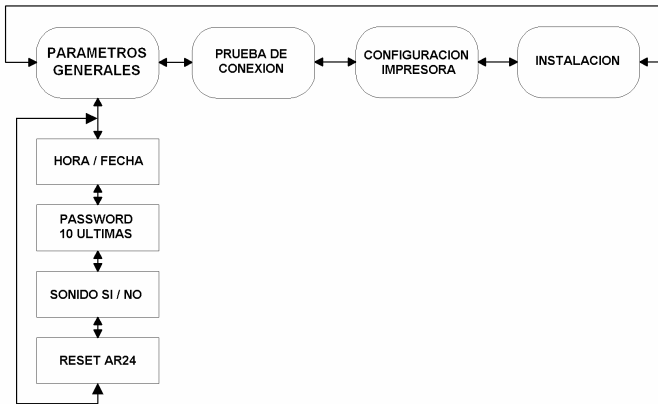 PARAMETROS
GENERALES
PRUEBA DE
CONEXION
CONFIGURACION
IMPRESORA
INSTALACION
HORA / FECHA
PASSWORD
10 ULTIMAS
SONIDO SI / NO
RESET AR24